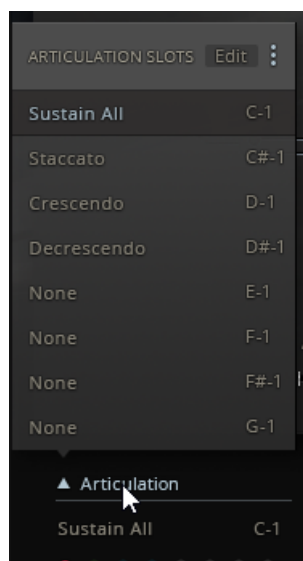 ARTICULATION SLOTS Edit
Sustain All C-1
Staccato C#-1
Crescendo D-1
Decrescendo D#-1
None E-1
None F-1
None F#-1
None G-1
Articulation
Sustain All C-1